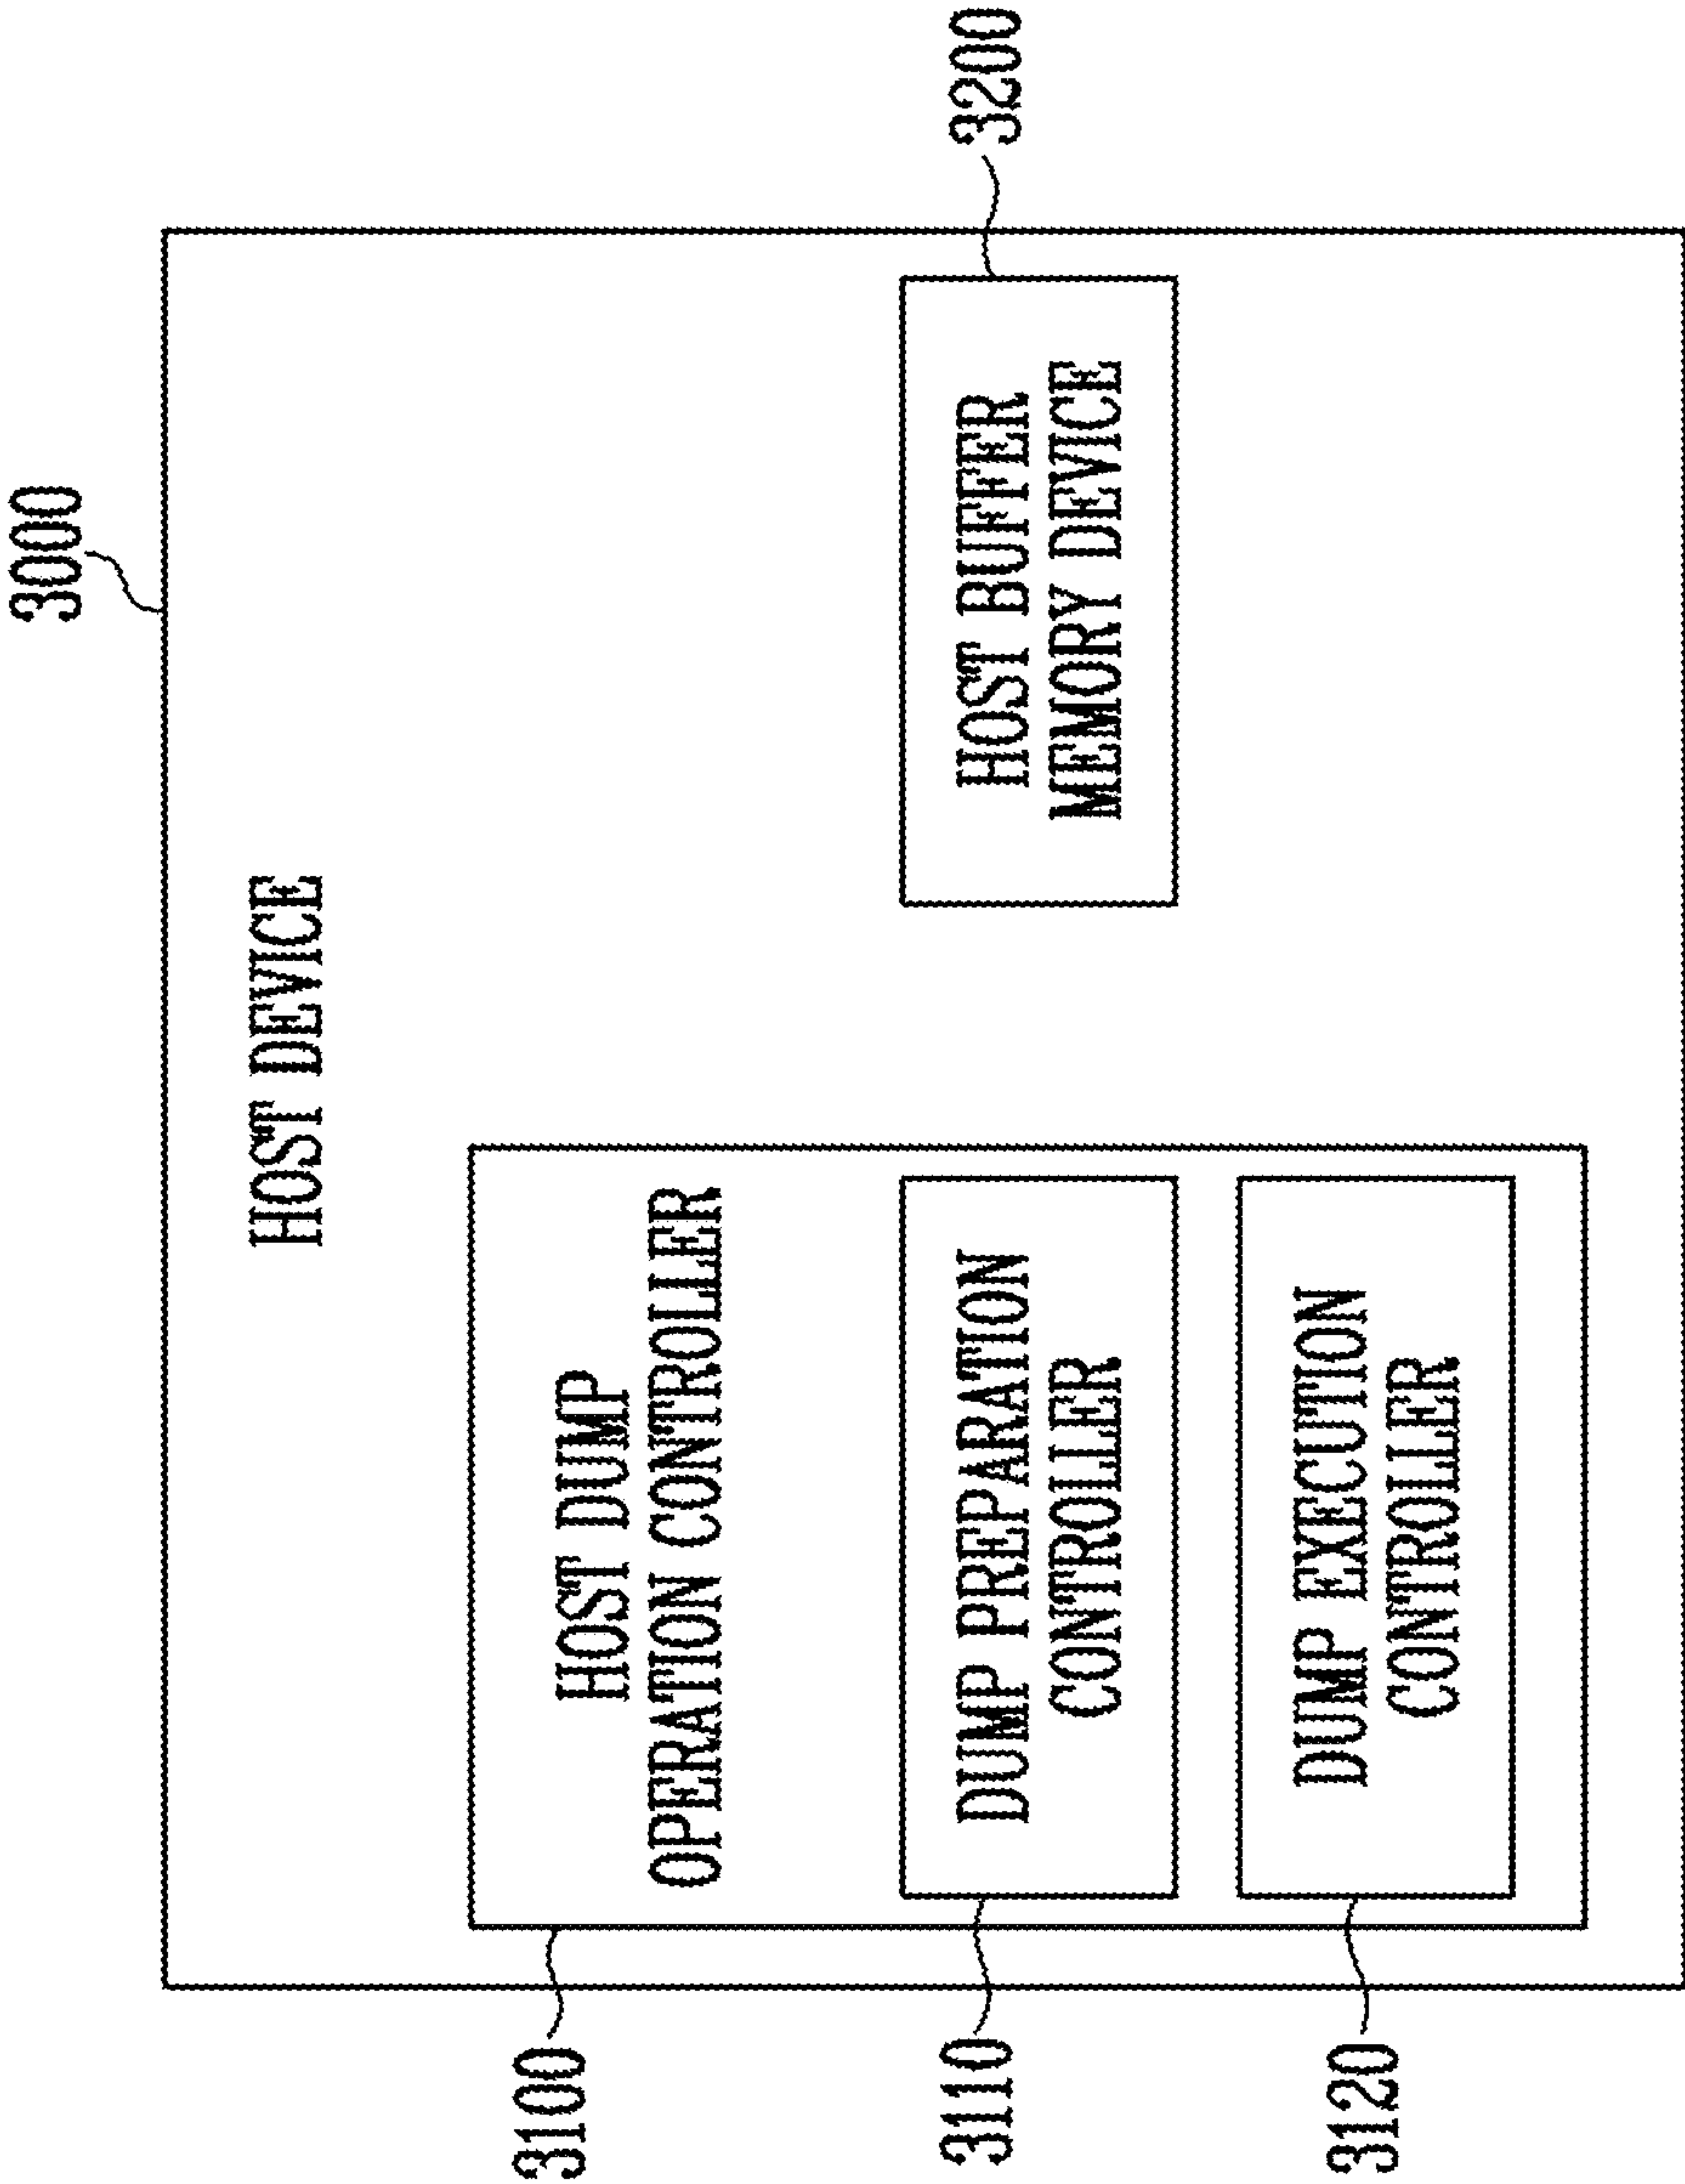 3000
HOST DEVICE
3100
HOST DUMP
OPERATION CONTROLLER
3110
DUMP PREPARATION
CONTROLLER
3120
DUMP EXECUTION
CONTROLLER
HOST BUFFER
MEMORY DEVICE
3200